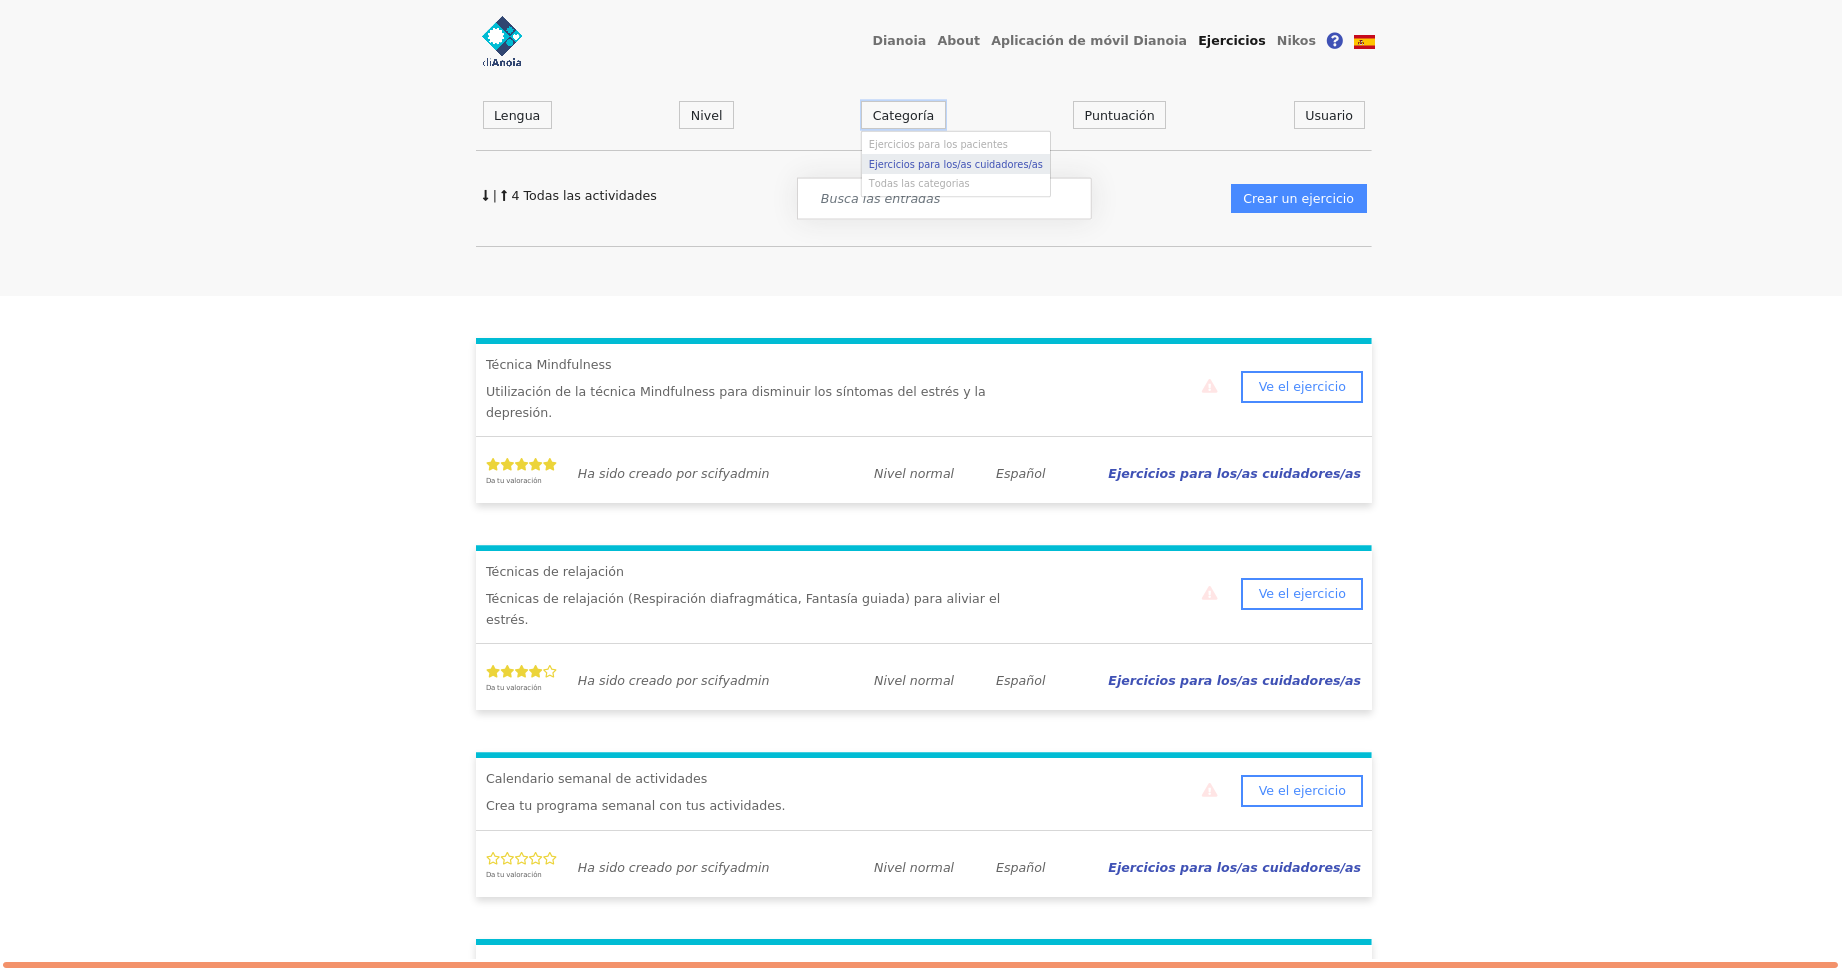 diAnoia
Dianoia About Aplicación de móvil Dianoia Ejercicios Nikos ?
Lengua Nivel Categoría Puntuación Usuario
Ejercicios para los pacientes
Ejercicios para los/as cuidadores/as
Todas las categorias
| 4 Todas las actividades
Busca las entradas
Crear un ejercicio
Técnica Mindfulness
Utilización de la técnica Mindfulness para disminuir los síntomas del estrés y la
depresión.
Ve el ejercicio
Da tu valoración
Ha sido creado por scifyadmin Nivel normal Español Ejercicios para los/as cuidadores/as
Técnicas de relajación
Técnicas de relajación (Respiración diafragmática, Fantasía guiada) para aliviar el
estrés.
Ve el ejercicio
Da tu valoración
Ha sido creado por scifyadmin Nivel normal Español Ejercicios para los/as cuidadores/as
Calendario semanal de actividades
Crea tu programa semanal con tus actividades.
Ve el ejercicio
Da tu valoración
Ha sido creado por scifyadmin Nivel normal Español Ejercicios para los/as cuidadores/as